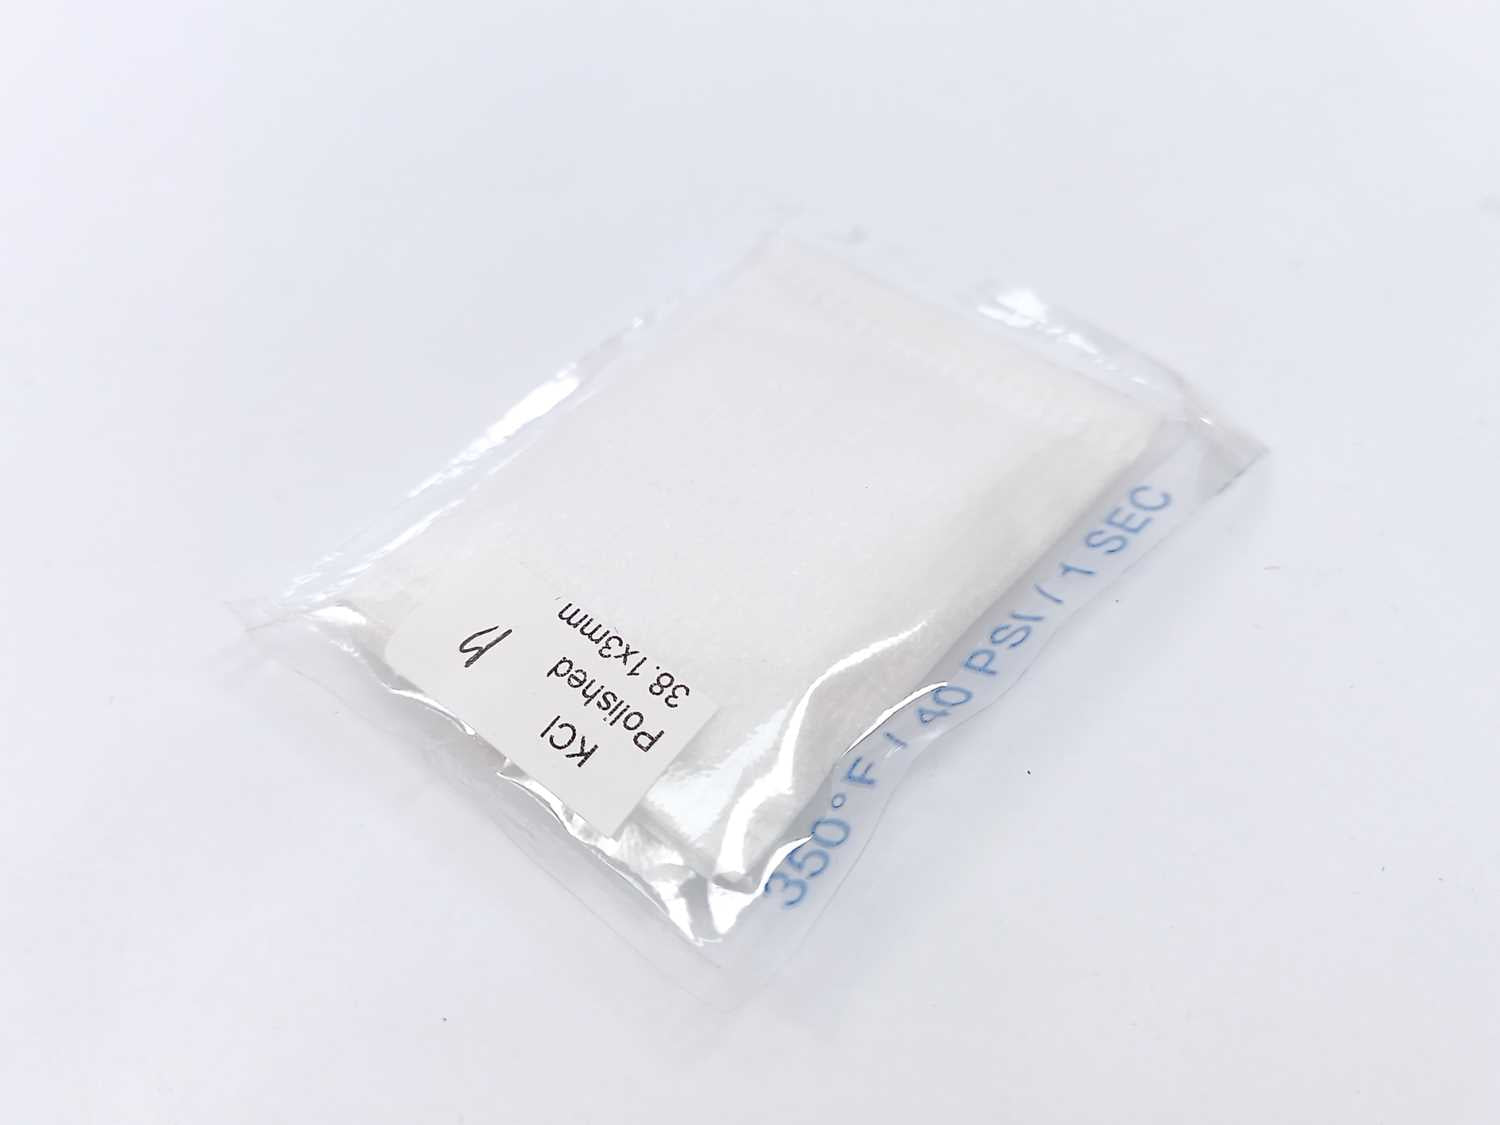 KCl
Polished
38.1x3mm
350°F / 40 PSI / 1 SEC